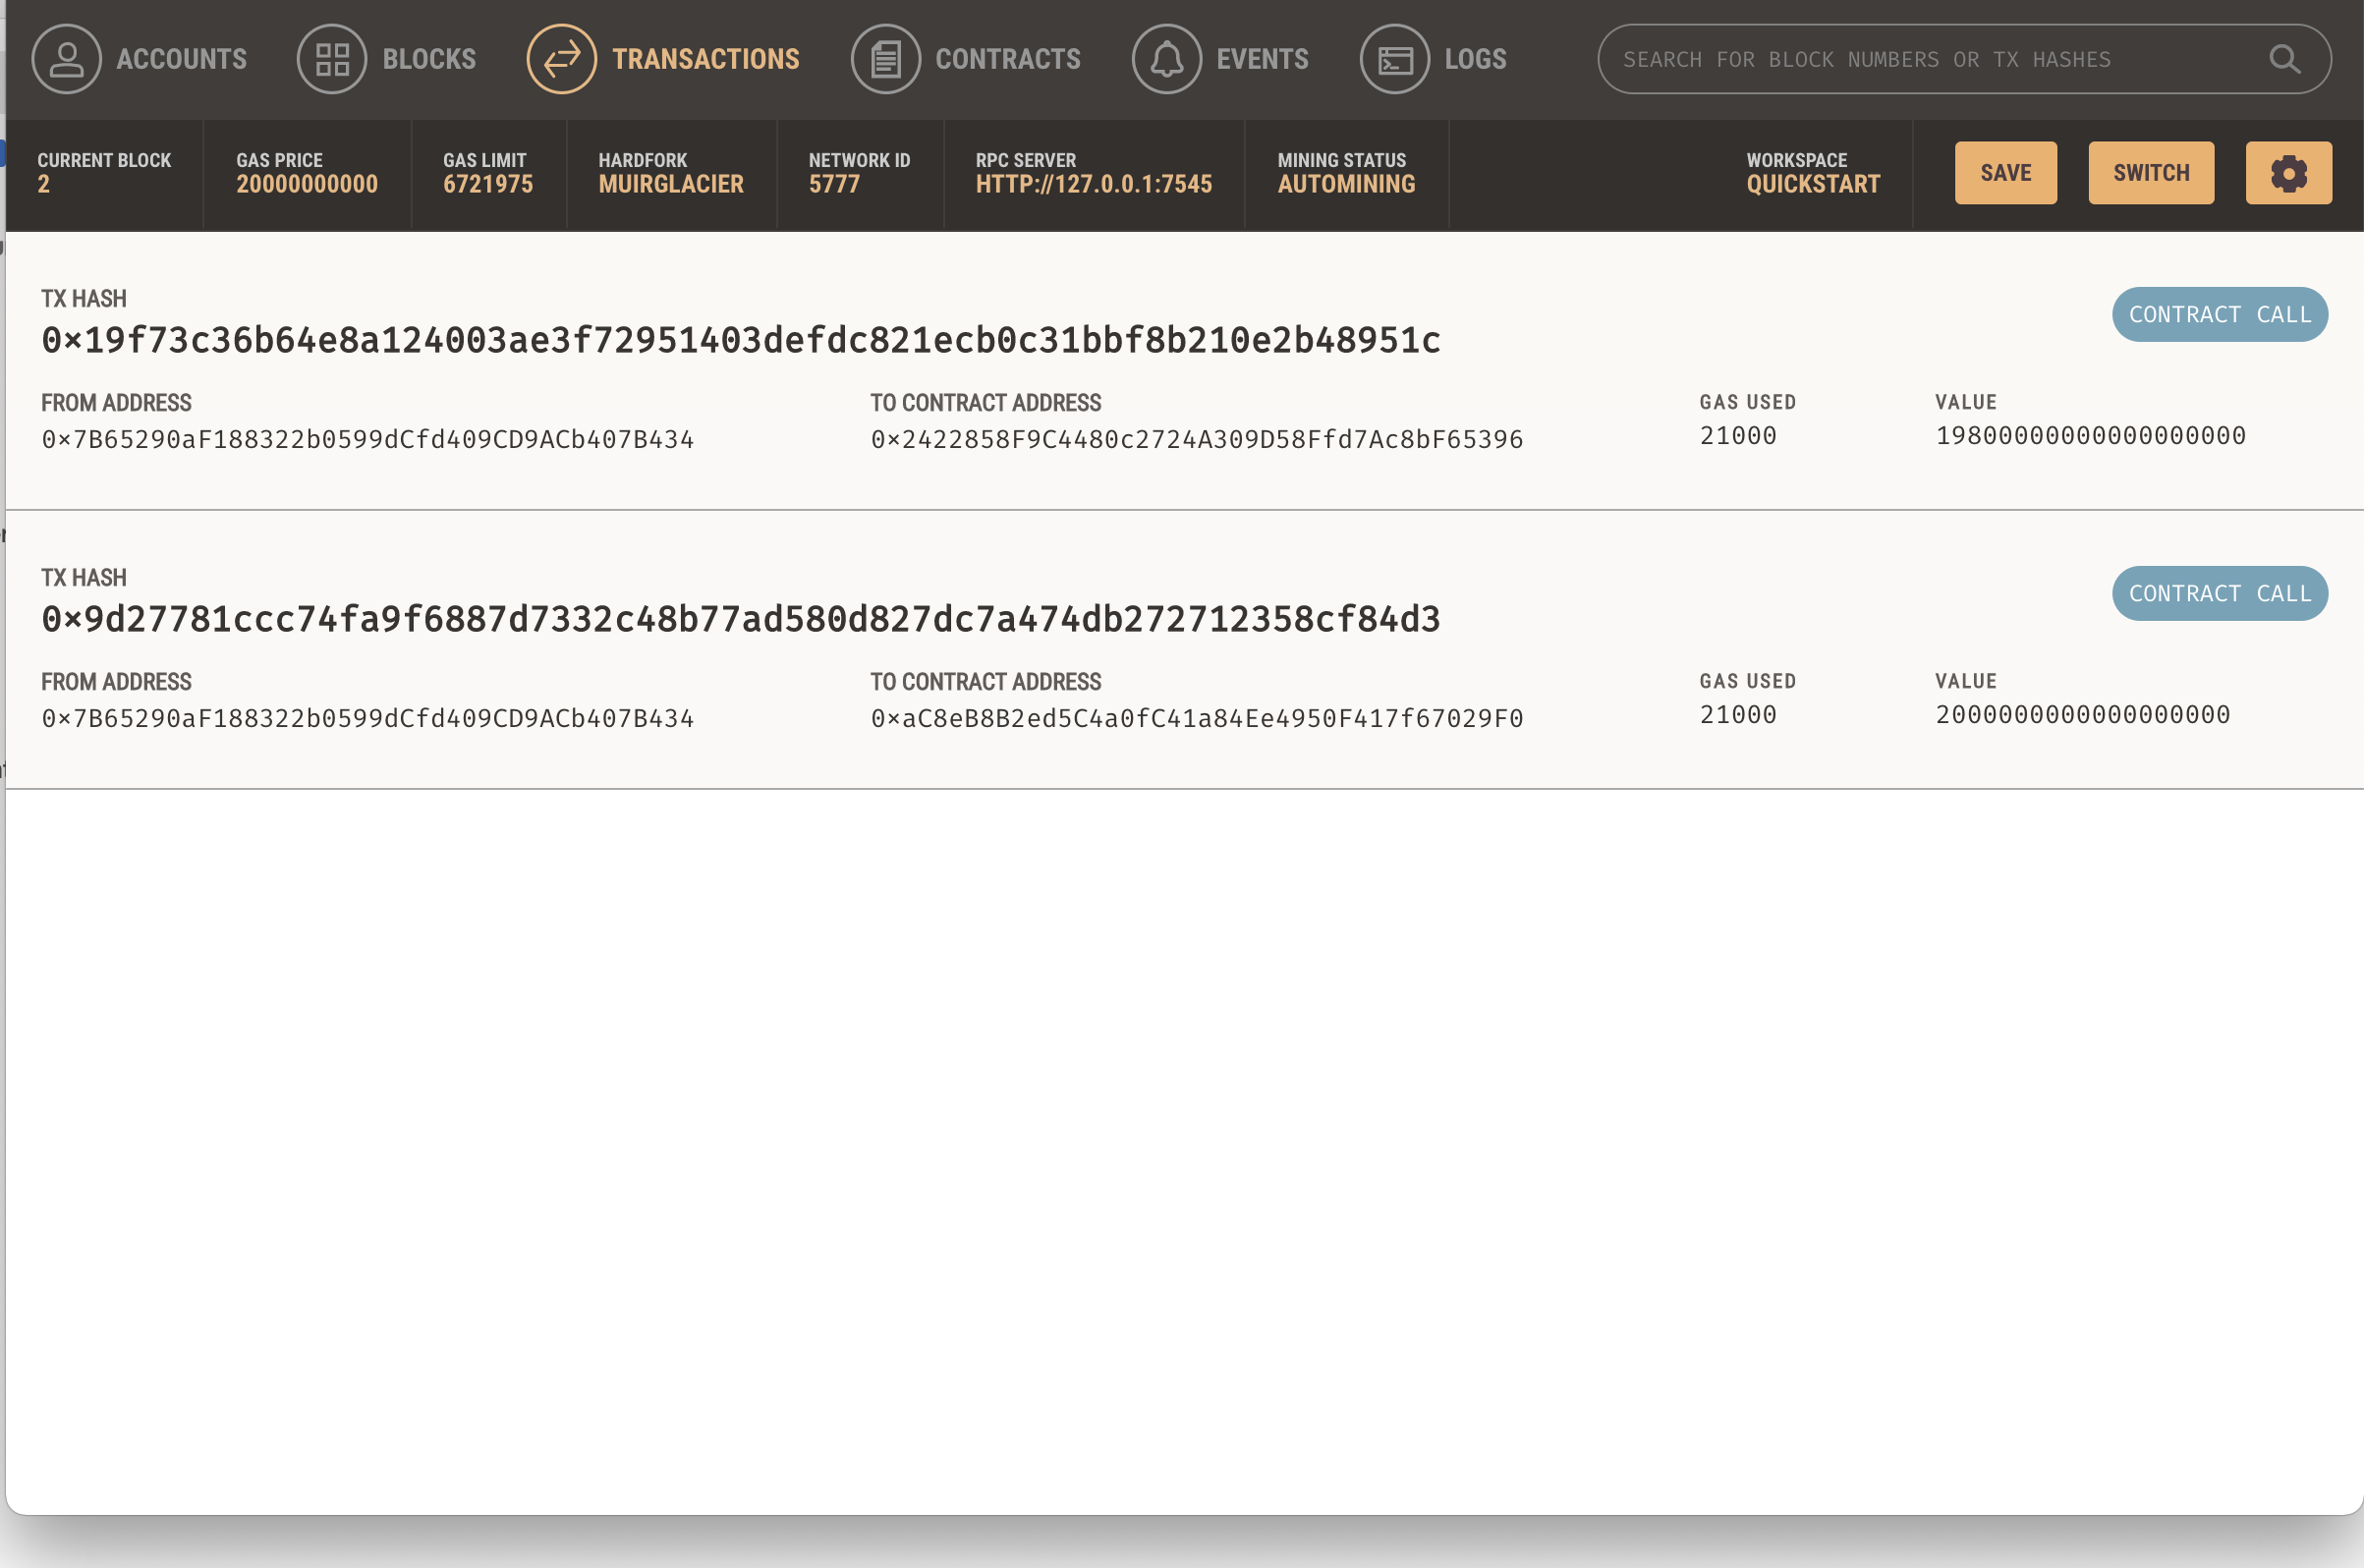 ACCOUNTS BLOCKS TRANSACTIONS CONTRACTS EVENTS LOGS SEARCH FOR BLOCK NUMBERS OR TX HASHES
CURRENT BLOCK GAS PRICE GAS LIMIT HARDFORK NETWORK ID RPC SERVER MINING STATUS WORKSPACE
2 20000000000 6721975 MUIRGLACIER 5777 HTTP://127.0.0.1:7545 AUTOMINING QUICKSTART SAVE SWITCH
TX HASH
0×19f73c36b64e8a124003ae3f72951403defdc821ecb0c31bbf8b210e2b48951c CONTRACT CALL
FROM ADDRESS TO CONTRACT ADDRESS GAS USED VALUE
0×7B65290aF188322b0599dCfd409CD9ACb407B434 0×2422858F9C4480c2724A309D58Ffd7Ac8bF65396 21000 19800000000000000000
TX HASH
0×9d27781ccc74fa9f6887d7332c48b77ad580d827dc7a474db272712358cf84d3 CONTRACT CALL
FROM ADDRESS TO CONTRACT ADDRESS GAS USED VALUE
0×7B65290aF188322b0599dCfd409CD9ACb407B434 0×aC8eB8B2ed5C4a0fC41a84Ee4950F417f67029F0 21000 2000000000000000000